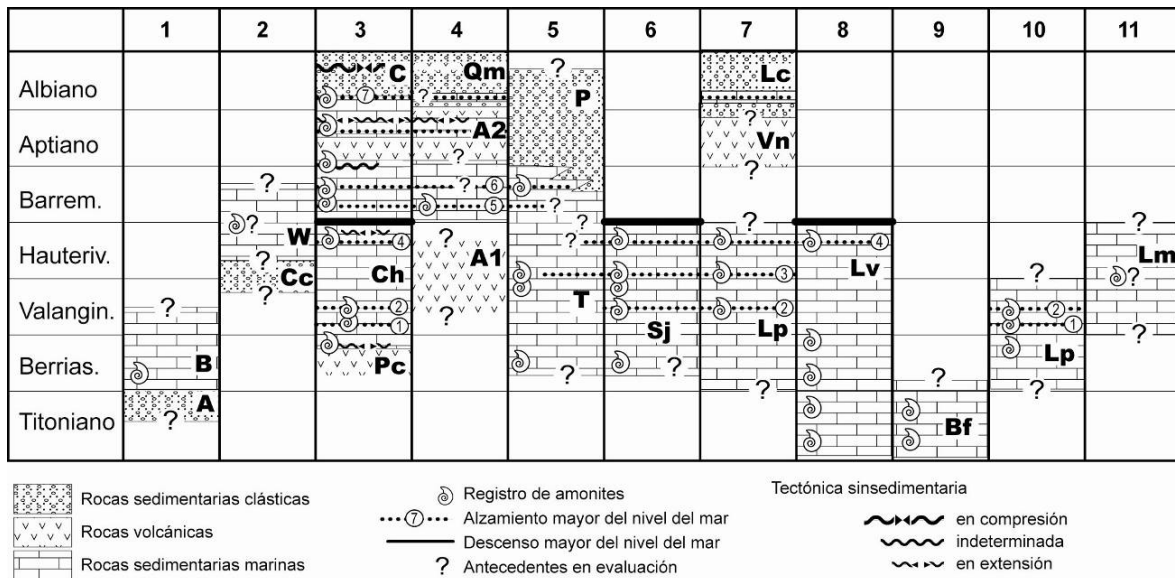 1 2 3 4 5 6 7 8 9 10 11
Albiano C 7 Qm ? ? P Lc
Aptiano A2 ? ? Vn ?
Barrem. ? ? ? 6 5 ? ?
Hauteriv. ? W ? Cc ? 4 Ch ? A1 ? ? 3 4 Lv ? ? Lm
Valangin. ? 2 1 ? T Sj 2 Lp 2 1 ?
Berrias. B Pc ? ? ? ? Lp ?
Titoniano A ? Bf
Rocas sedimentarias clásticas
Rocas volcánicas
Rocas sedimentarias marinas
Registro de amonites
7 Alzamiento mayor del nivel del mar
Descenso mayor del nivel del mar
? Antecedentes en evaluación
Tectónica sinsedimentaria
en compresión
indeterminada
en extensión